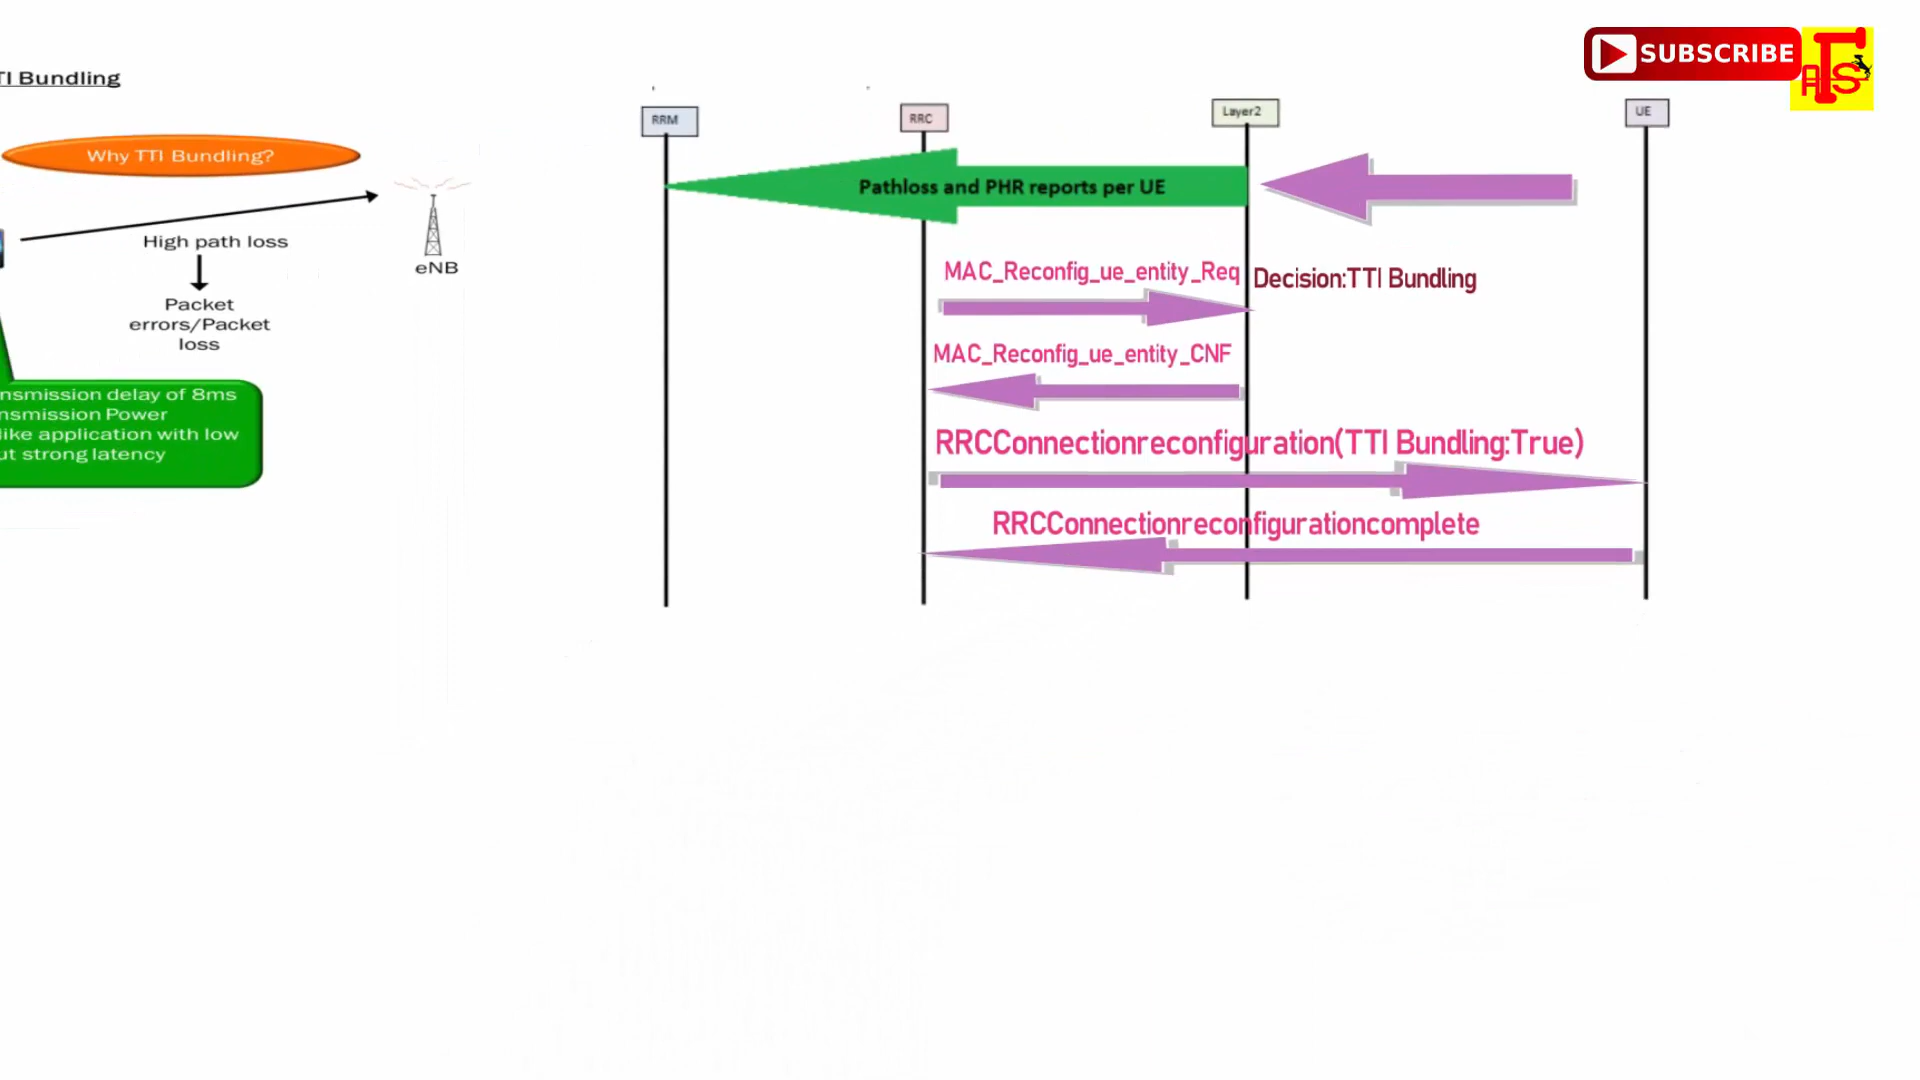 TI Bundling
Why TTI Bundling?
High path loss
eNB
Packet
errors/Packet
loss
nsmission delay of 8ms
nsmission Power
like application with low
ut strong latency
SUBSCRIBE
RRM
RRC
Layer2
UE
Pathloss and PHR reports per UE
MAC_Reconfig_ue_entity_Req
Decision:TTI Bundling
MAC_Reconfig_ue_entity_CNF
RRCConnectionreconfiguration(TTI Bundling:True)
RRCConnectionreconfigurationcomplete